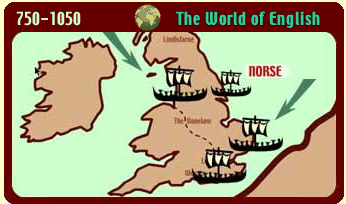 750-1050 The World of English
Lindisfarne
NORSE
The Danelaw